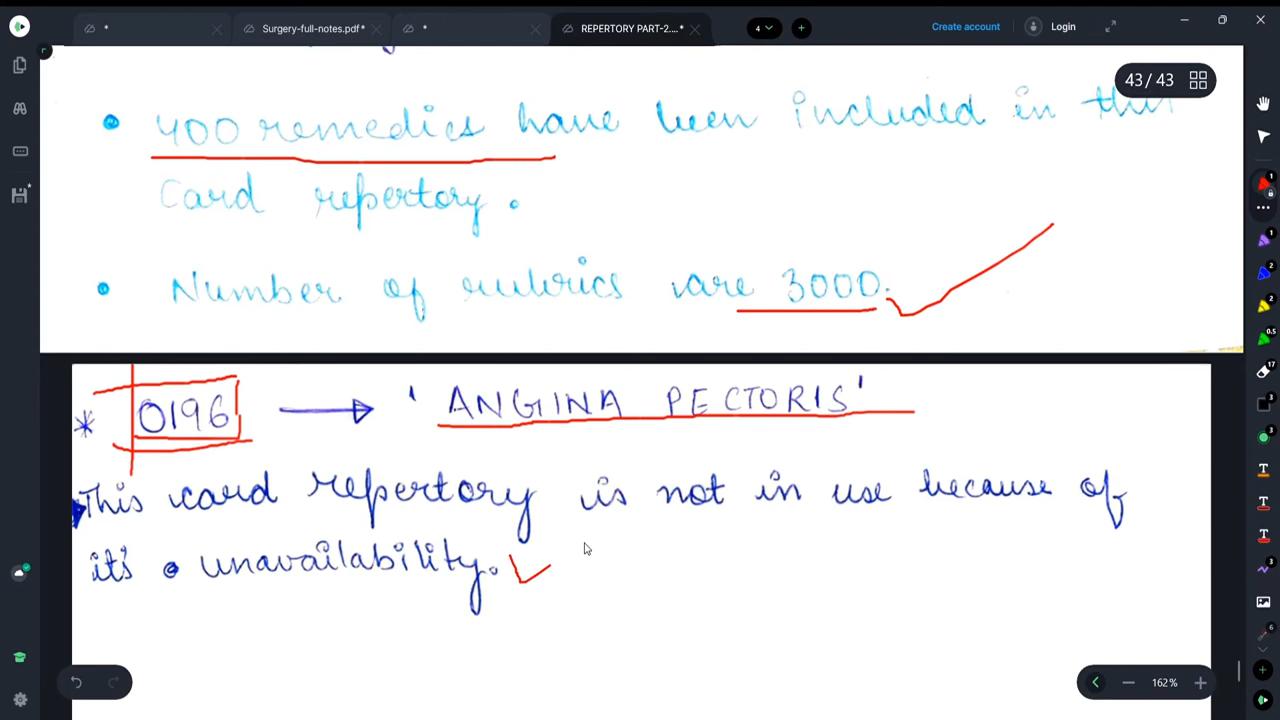 * Surgery-full-notes.pdf* * REPERTORY PART-2....* 4 Create account Login
43 / 43
• 400 remedies have been included in this
Card repertory.
• Number of rubrics are 3000.
* 0196 → 'ANGINA PECTORIS'
This card repertory is not in use because of
it's unavailability.
162%